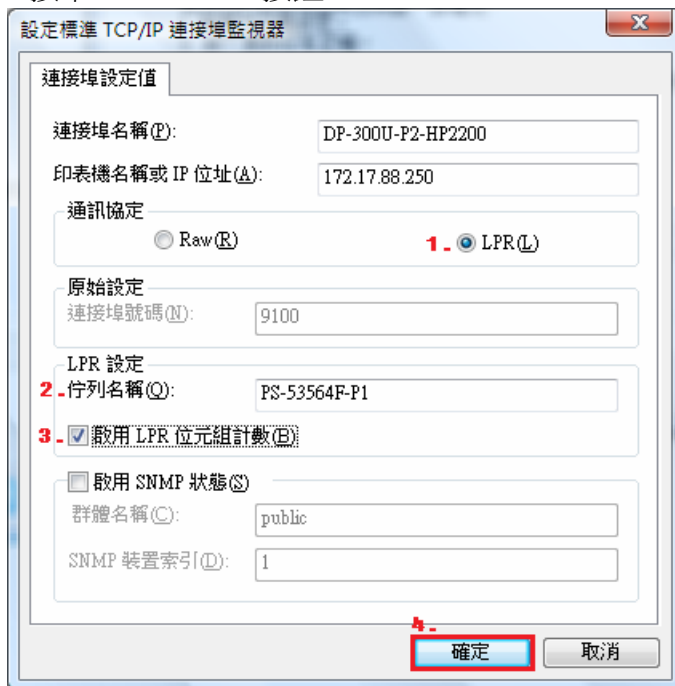 設定標準 TCP/IP 連接埠監視器
連接埠設定值
連接埠名稱(P): DP-300U-P2-HP2200
印表機名稱或 IP 位址(A): 172.17.88.250
通訊協定
Raw(R) 1. LPR(L)
原始設定
連接埠號碼(N): 9100
LPR 設定
2. 佇列名稱(Q): PS-53564F-P1
3. 啟用 LPR 位元組計數(B)
啟用 SNMP 狀態(S)
群體名稱(C): public
SNMP 裝置索引(D): 1
4.
確定 取消